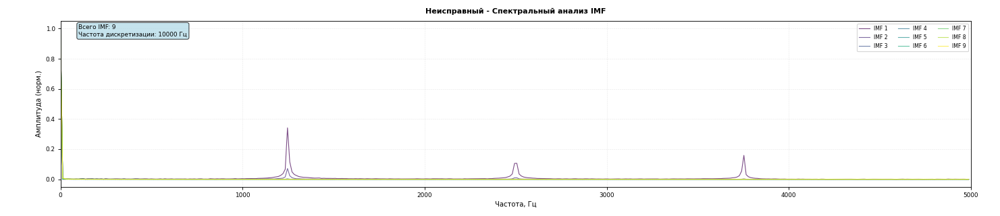 Неисправный - Спектральный анализ IMF
Всего IMF: 9
Частота дискретизации: 10000 Гц
IMF 1
IMF 2
IMF 3
IMF 4
IMF 5
IMF 6
IMF 7
IMF 8
IMF 9
Амплитуда (норм.)
1.0
0.8
0.6
0.4
0.2
0.0
0
1000
2000
3000
4000
5000
Частота, Гц